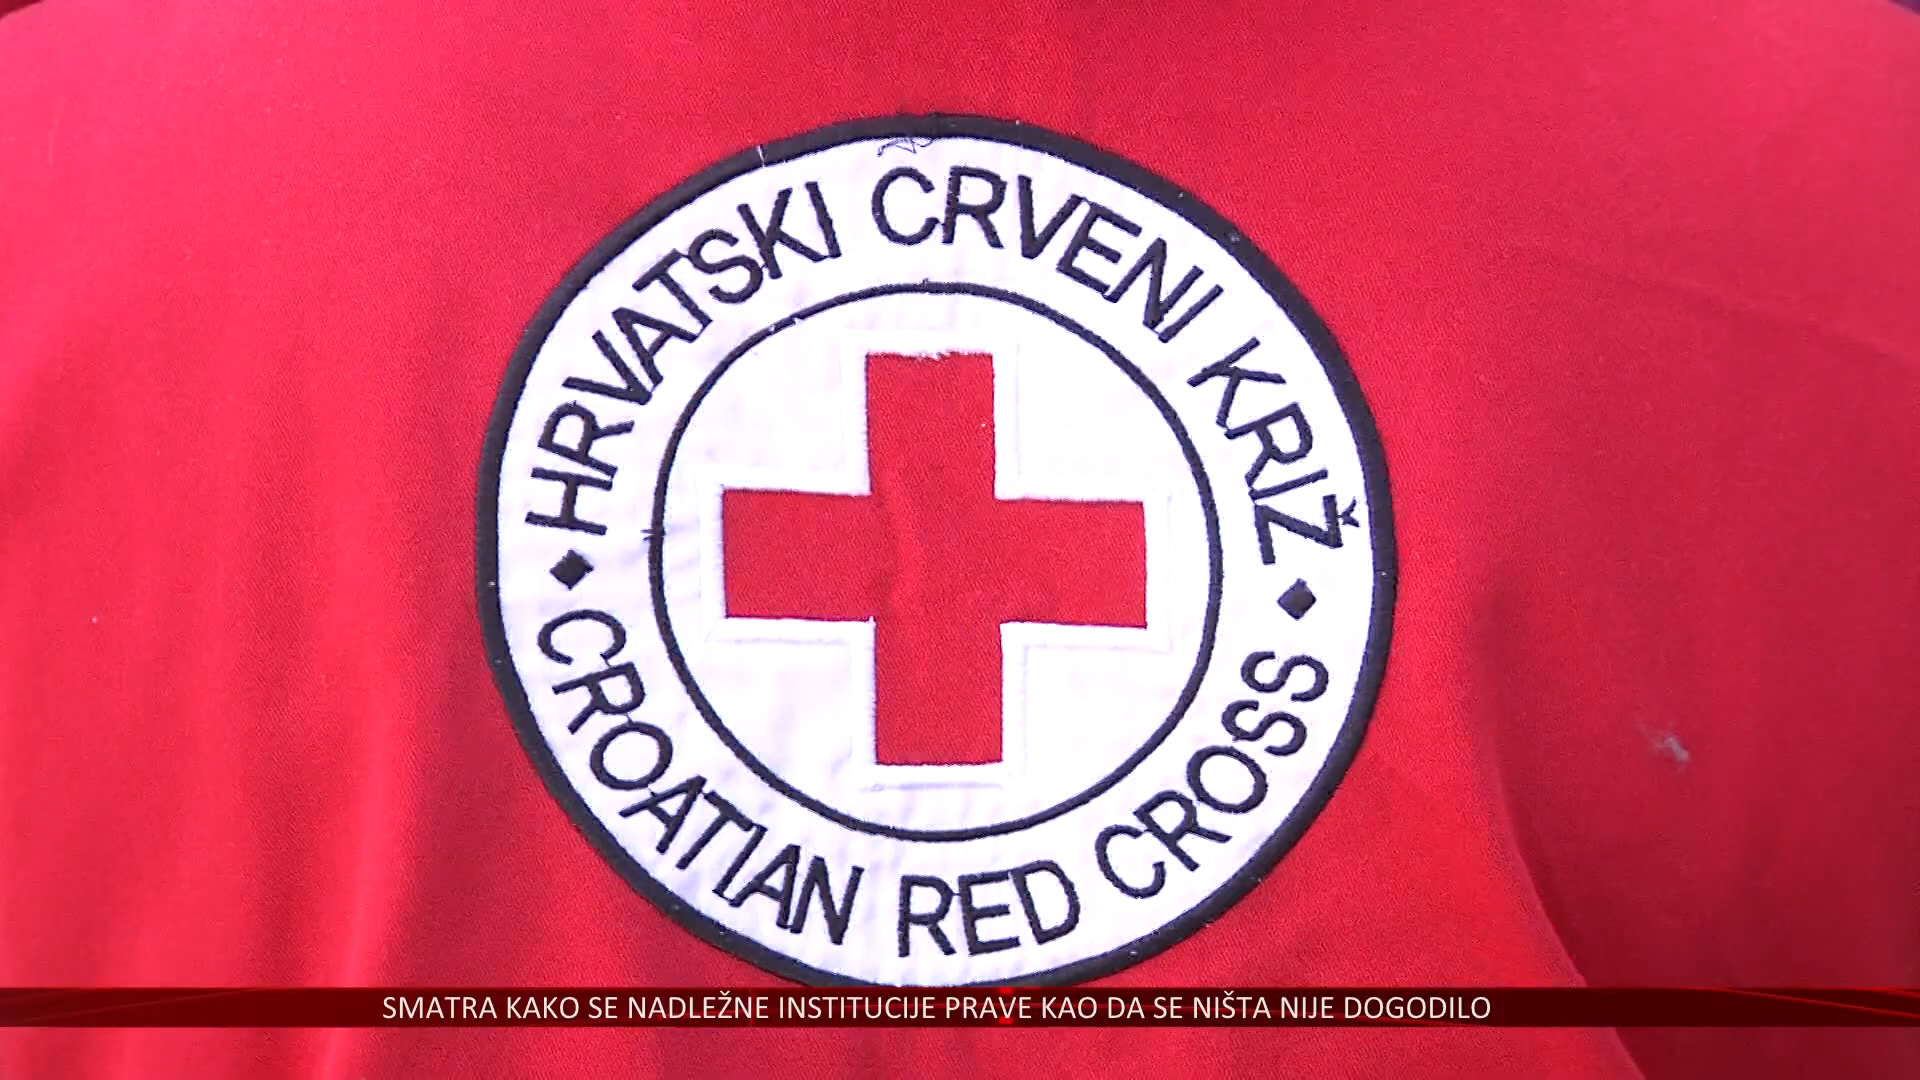 HRVATSKI CRVENI KRIŽ
CROATIAN RED CROSS
SMATRA KAKO SE NADLEŽNE INSTITUCIJE PRAVE KAO DA SE NIŠTA NIJE DOGODILO